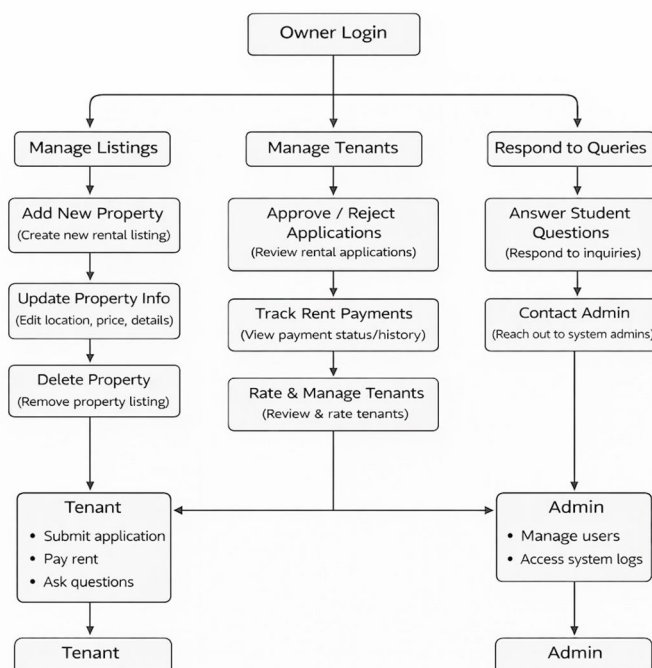 Owner Login
Manage Listings
Manage Tenants
Respond to Queries
Add New Property
(Create new rental listing)
Approve / Reject
Applications
(Review rental applications)
Answer Student
Questions
(Respond to inquiries)
Update Property Info
(Edit location, price, details)
Track Rent Payments
(View payment status/history)
Contact Admin
(Reach out to system admins)
Delete Property
(Remove property listing)
Rate & Manage Tenants
(Review & rate tenants)
Tenant
• Submit application
• Pay rent
• Ask questions
Admin
• Manage users
• Access system logs
Tenant
Admin